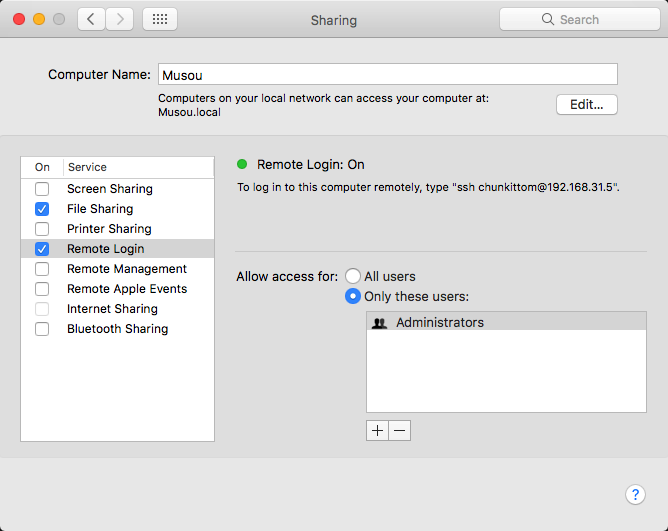 Sharing
Search
Computer Name: Musou
Computers on your local network can access your computer at:
Musou.local
Edit...
On Service
Screen Sharing
File Sharing
Printer Sharing
Remote Login
Remote Management
Remote Apple Events
Internet Sharing
Bluetooth Sharing
Remote Login: On
To log in to this computer remotely, type "ssh chunkittom@192.168.31.5".
Allow access for: All users
Only these users:
Administrators
+ −
?